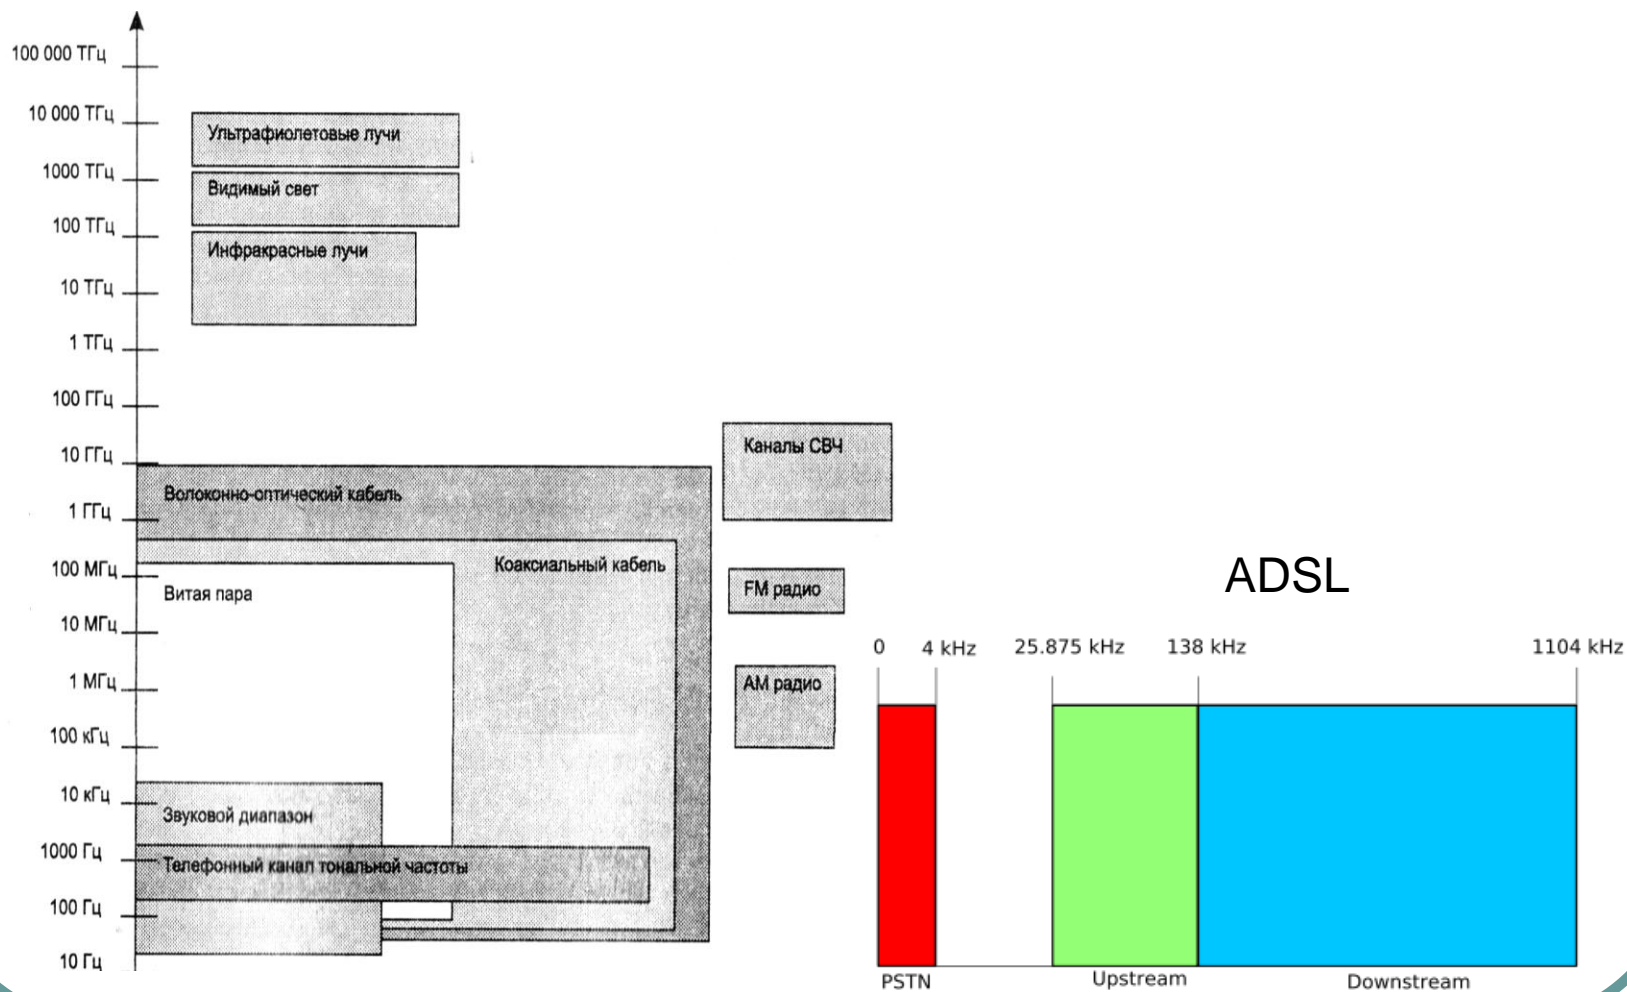 100 000 ТГц
10 000 ТГц
1000 ТГц
100 ТГц
10 ТГц
1 ТГц
100 ГГц
10 ГГц
1 ГГц
100 МГц
10 МГц
1 МГц
100 кГц
10 кГц
1000 Гц
100 Гц
10 Гц
Ультрафиолетовые лучи
Видимый свет
Инфракрасные лучи
Волоконно-оптический кабель
Коаксиальный кабель
Витая пара
Звуковой диапазон
Телефонный канал тональной частоты
Каналы СВЧ
FM радио
АМ радио
ADSL
0
4 kHz
25.875 kHz
138 kHz
1104 kHz
PSTN
Upstream
Downstream